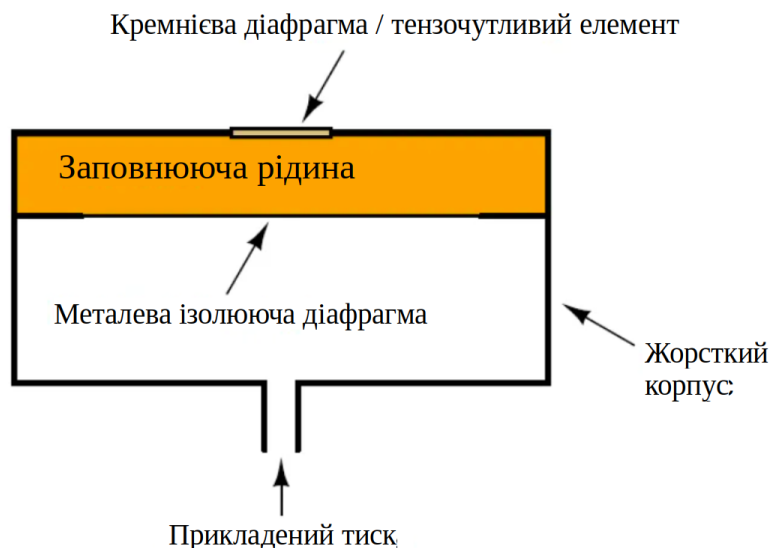 Кремнієва діафрагма / тензочутливий елемент
Заповнююча рідина
Металева ізолююча діафрагма
Жорсткий
корпус;
Прикладений тиск